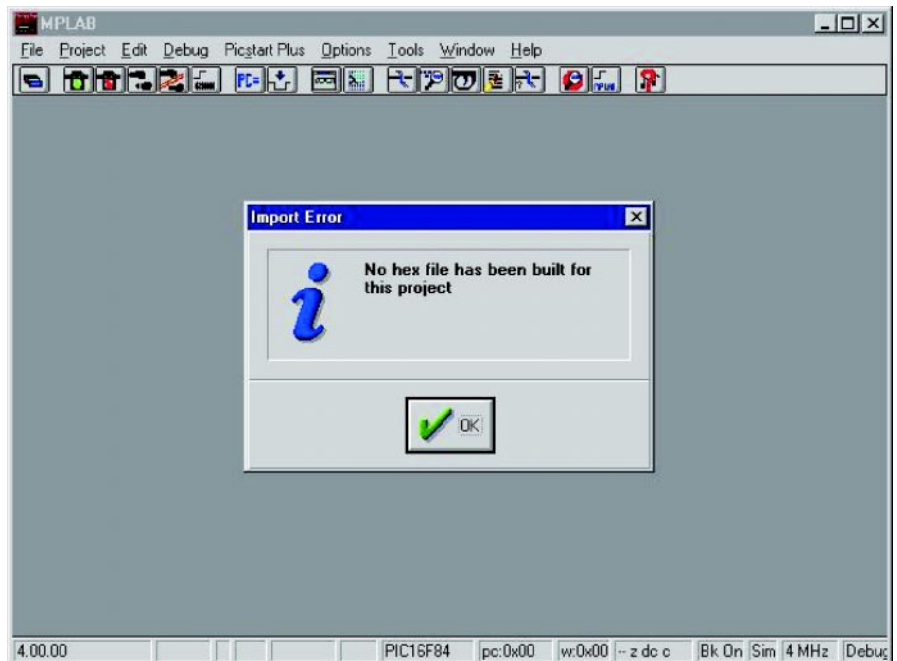 MPLAB
File Project Edit Debug Picstart Plus Options Tools Window Help
PC=
Import Error
No hex file has been built for
this project
OK
4.00.00 PIC16F84 pc:0x00 w:0x00 -- z dc c Bk On Sim 4 MHz Debug